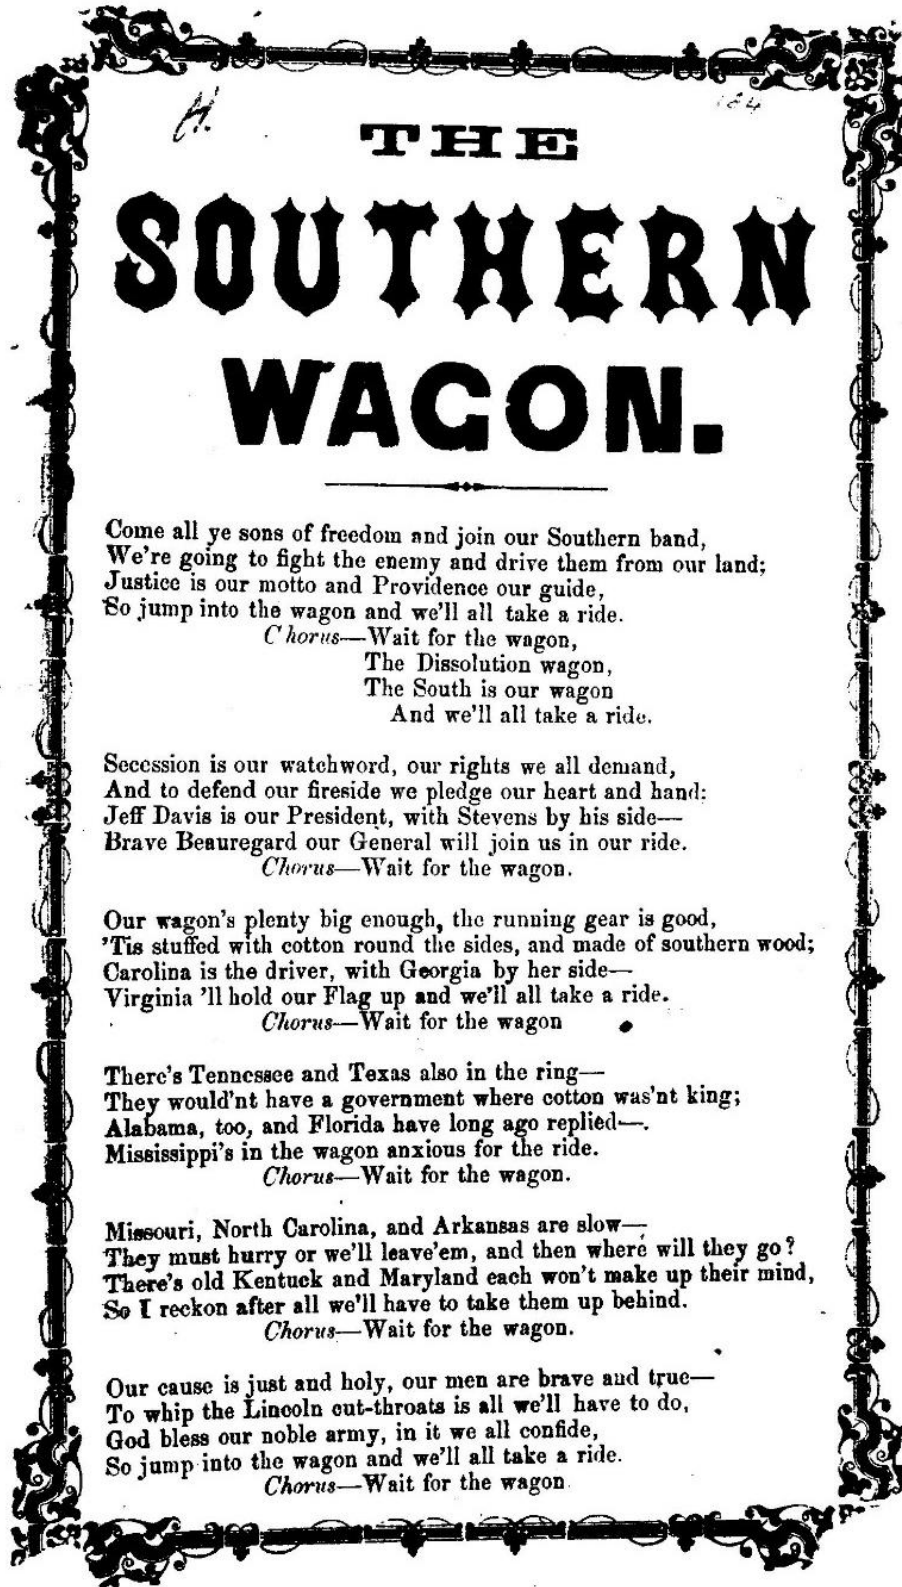 H.
184
THE
SOUTHERN
WAGON.
Come all ye sons of freedom and join our Southern band,
We're going to fight the enemy and drive them from our land;
Justice is our motto and Providence our guide,
So jump into the wagon and we'll all take a ride.
Chorus—Wait for the wagon,
The Dissolution wagon,
The South is our wagon
And we'll all take a ride.
Secession is our watchword, our rights we all demand,
And to defend our fireside we pledge our heart and hand:
Jeff Davis is our President, with Stevens by his side—
Brave Beauregard our General will join us in our ride.
Chorus—Wait for the wagon.
Our wagon's plenty big enough, the running gear is good,
'Tis stuffed with cotton round the sides, and made of southern wood;
Carolina is the driver, with Georgia by her side—
Virginia 'll hold our Flag up and we'll all take a ride.
Chorus—Wait for the wagon
There's Tennessee and Texas also in the ring—
They would'nt have a government where cotton was'nt king;
Alabama, too, and Florida have long ago replied—.
Mississippi's in the wagon anxious for the ride.
Chorus—Wait for the wagon.
Missouri, North Carolina, and Arkansas are slow—
They must hurry or we'll leave'em, and then where will they go?
There's old Kentuck and Maryland each won't make up their mind,
So I reckon after all we'll have to take them up behind.
Chorus—Wait for the wagon.
Our cause is just and holy, our men are brave and true—
To whip the Lincoln cut-throats is all we'll have to do,
God bless our noble army, in it we all confide,
So jump into the wagon and we'll all take a ride.
Chorus—Wait for the wagon